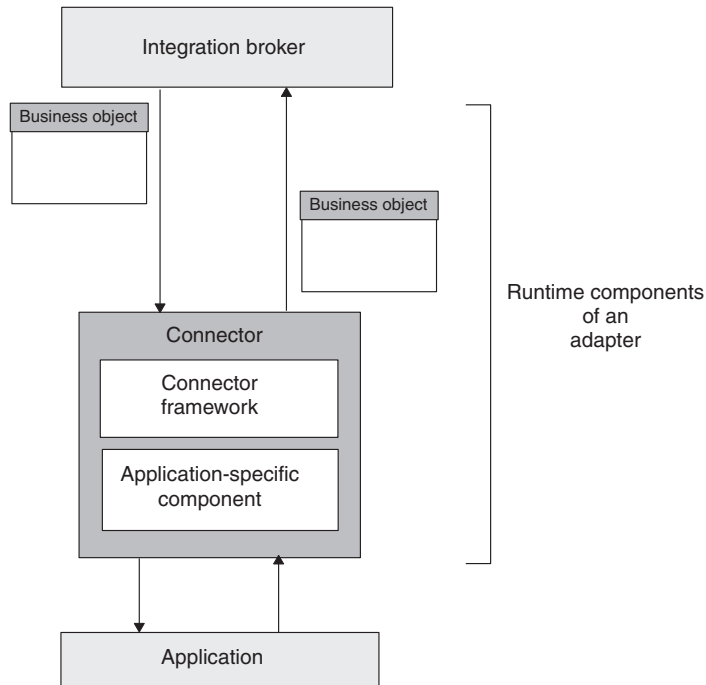 Integration broker
Business object
Business object
Runtime components
of an
adapter
Connector
Connector
framework
Application-specific
component
Application